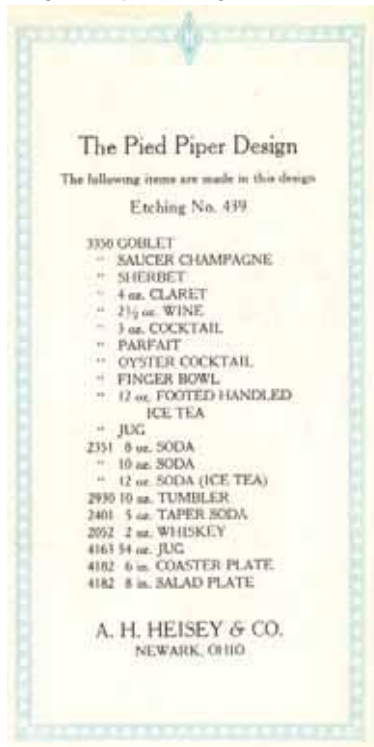 The Pied Piper Design
The following items are made in this design
Etching No. 439
3350 GOBLET
" SAUCER CHAMPAGNE
" SHERBET
" 4 oz. CLARET
" 2½ oz. WINE
" 3 oz. COCKTAIL
" PARFAIT
" OYSTER COCKTAIL
" FINGER BOWL
" 12 oz. FOOTED HANDLED
ICE TEA
" JUG
2351 8 oz. SODA
" 10 oz. SODA
" 12 oz. SODA (ICE TEA)
2930 10 oz. TUMBLER
2401 5 oz. TAPER SODA
2052 2 oz. WHISKEY
4163 54 oz. JUG
4182 6 in. COASTER PLATE
4182 8 in. SALAD PLATE
A. H. HEISEY & CO.
NEWARK, OHIO